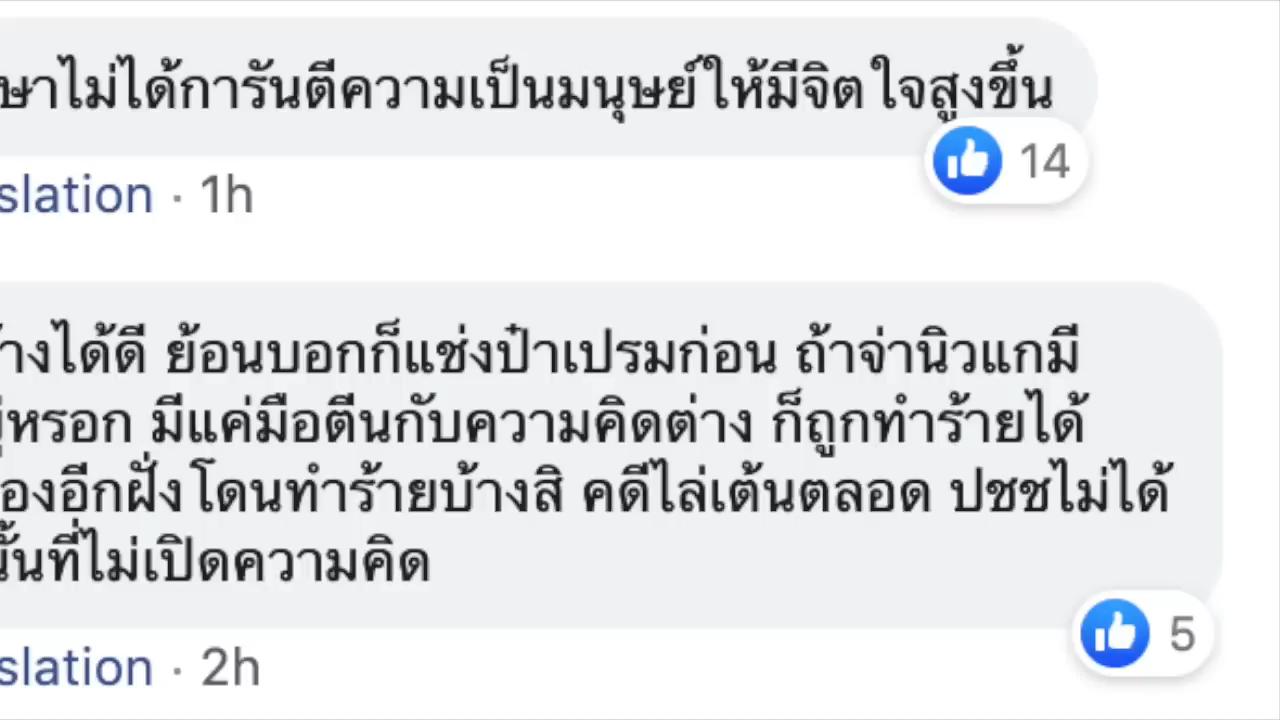 ษาไม่ได้การันตีความเป็นมนุษย์ให้มีจิตใจสูงขึ้น
14
slation · 1h
างได้ดี ย้อนบอกก็แช่งป๋าเปรมก่อน ถ้าจ่านิวแกมี
หรอก มีแค่มือตีนกับความคิดต่าง ก็ถูกทำร้ายได้
องอีกฝั่งโดนทำร้ายบ้างสิ คดีไล่เต้นตลอด ปชชไม่ได้
นั้นที่ไม่เปิดความคิด
5
slation · 2h